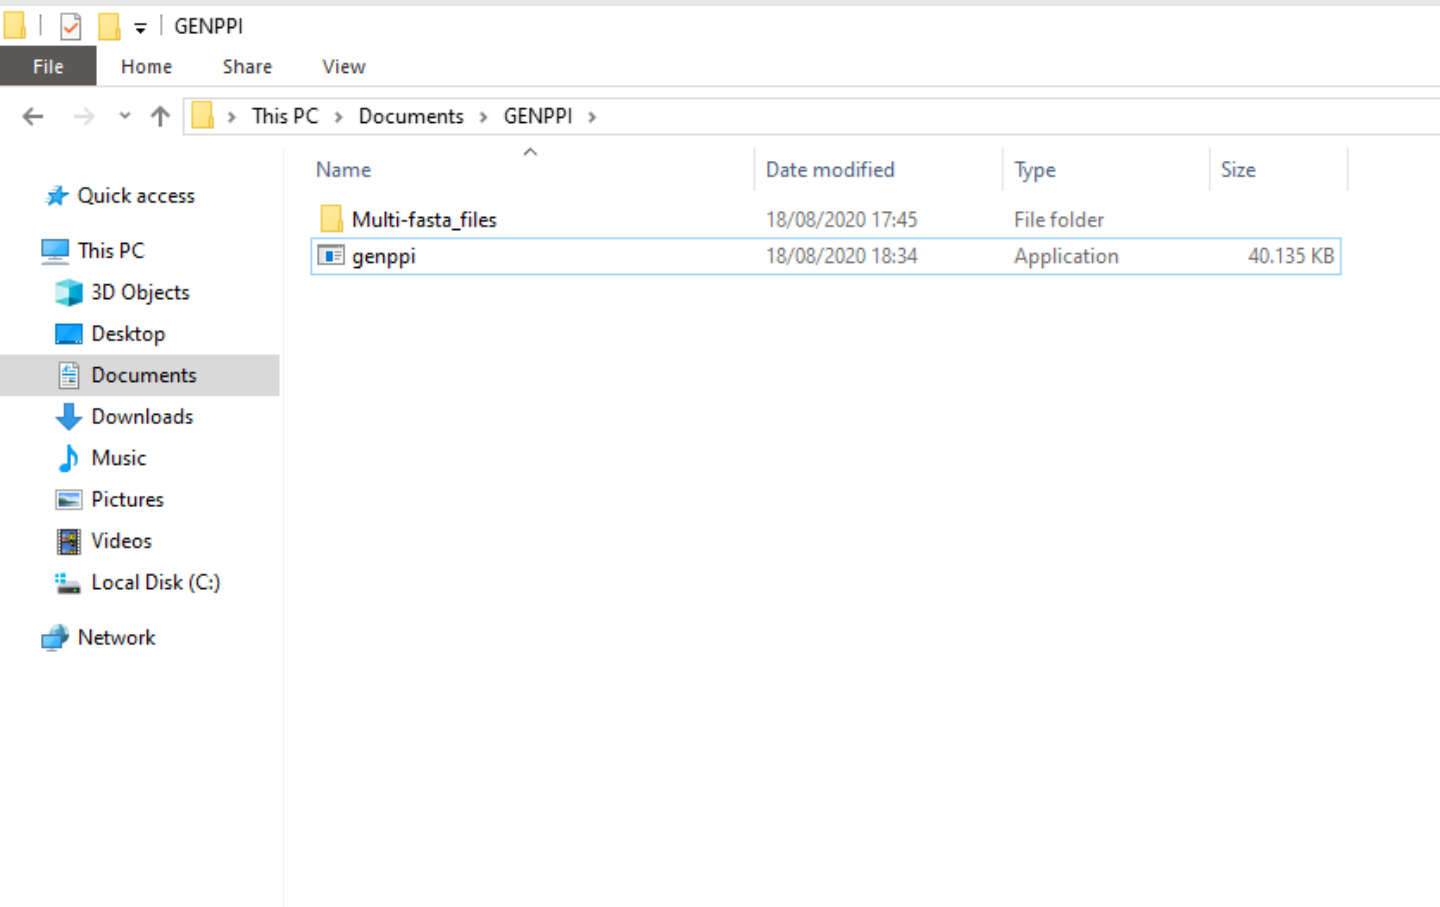 GENPPI
File Home Share View
This PC Documents GENPPI
Name Date modified Type Size
Quick access
Multi-fasta_files 18/08/2020 17:45 File folder
This PC
genppi 18/08/2020 18:34 Application 40.135 KB
3D Objects
Desktop
Documents
Downloads
Music
Pictures
Videos
Local Disk (C:)
Network